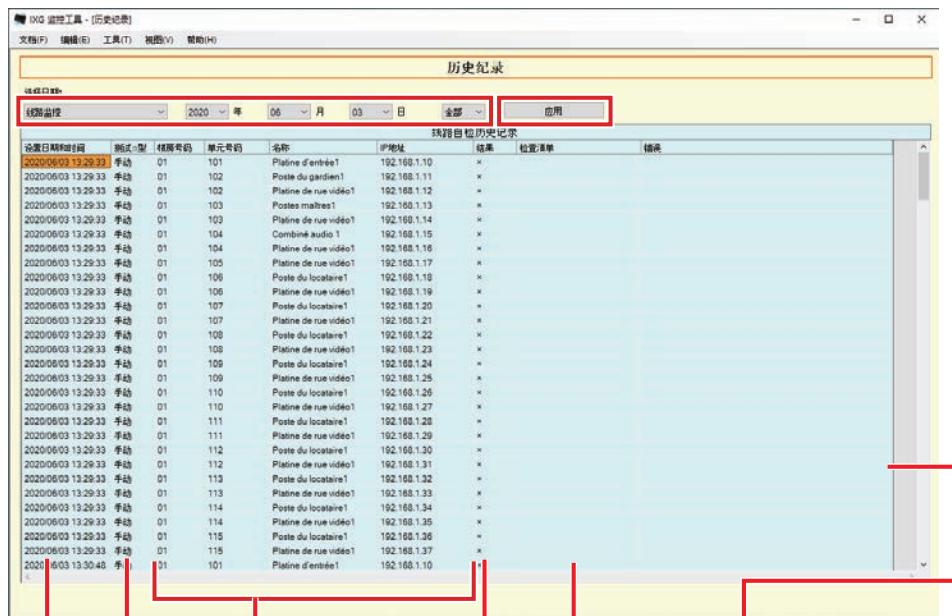 IXG 监控工具 - [历史记录]
文档(F) 编辑(E) 工具(T) 视图(V) 帮助(H)
历史纪录
选择日期:
线路监控 2020 年 06 月 03 日 全部 应用
线路自检历史记录
设置日期和时间 测试 型 楼房号码 单元号码 名称 IP地址 结果 检查清单 错误
2020/06/03 13:29:33 手动 01 101 Platine d'entrée1 192.168.1.10 ×
2020/06/03 13:29:33 手动 01 102 Poste du gardien1 192.168.1.11 ×
2020/06/03 13:29:33 手动 01 102 Platine de rue vidéo1 192.168.1.12 ×
2020/06/03 13:29:33 手动 01 103 Postes maîtres1 192.168.1.13 ×
2020/06/03 13:29:33 手动 01 103 Platine de rue vidéo1 192.168.1.14 ×
2020/06/03 13:29:33 手动 01 104 Combiné audio 1 192.168.1.15 ×
2020/06/03 13:29:33 手动 01 104 Platine de rue vidéo1 192.168.1.16 ×
2020/06/03 13:29:33 手动 01 105 Platine de rue vidéo1 192.168.1.17 ×
2020/06/03 13:29:33 手动 01 106 Poste du locataire1 192.168.1.18 ×
2020/06/03 13:29:33 手动 01 106 Platine de rue vidéo1 192.168.1.19 ×
2020/06/03 13:29:33 手动 01 107 Poste du locataire1 192.168.1.20 ×
2020/06/03 13:29:33 手动 01 107 Platine de rue vidéo1 192.168.1.21 ×
2020/06/03 13:29:33 手动 01 108 Poste du locataire1 192.168.1.22 ×
2020/06/03 13:29:33 手动 01 108 Platine de rue vidéo1 192.168.1.23 ×
2020/06/03 13:29:33 手动 01 109 Poste du locataire1 192.168.1.24 ×
2020/06/03 13:29:33 手动 01 109 Platine de rue vidéo1 192.168.1.25 ×
2020/06/03 13:29:33 手动 01 110 Poste du locataire1 192.168.1.26 ×
2020/06/03 13:29:33 手动 01 110 Platine de rue vidéo1 192.168.1.27 ×
2020/06/03 13:29:33 手动 01 111 Poste du locataire1 192.168.1.28 ×
2020/06/03 13:29:33 手动 01 111 Platine de rue vidéo1 192.168.1.29 ×
2020/06/03 13:29:33 手动 01 112 Poste du locataire1 192.168.1.30 ×
2020/06/03 13:29:33 手动 01 112 Platine de rue vidéo1 192.168.1.31 ×
2020/06/03 13:29:33 手动 01 113 Poste du locataire1 192.168.1.32 ×
2020/06/03 13:29:33 手动 01 113 Platine de rue vidéo1 192.168.1.33 ×
2020/06/03 13:29:33 手动 01 114 Poste du locataire1 192.168.1.34 ×
2020/06/03 13:29:33 手动 01 114 Platine de rue vidéo1 192.168.1.35 ×
2020/06/03 13:29:33 手动 01 115 Poste du locataire1 192.168.1.36 ×
2020/06/03 13:29:33 手动 01 115 Platine de rue vidéo1 192.168.1.37 ×
2020/06/03 13:30:48 手动 01 101 Platine d'entrée1 192.168.1.10 ×